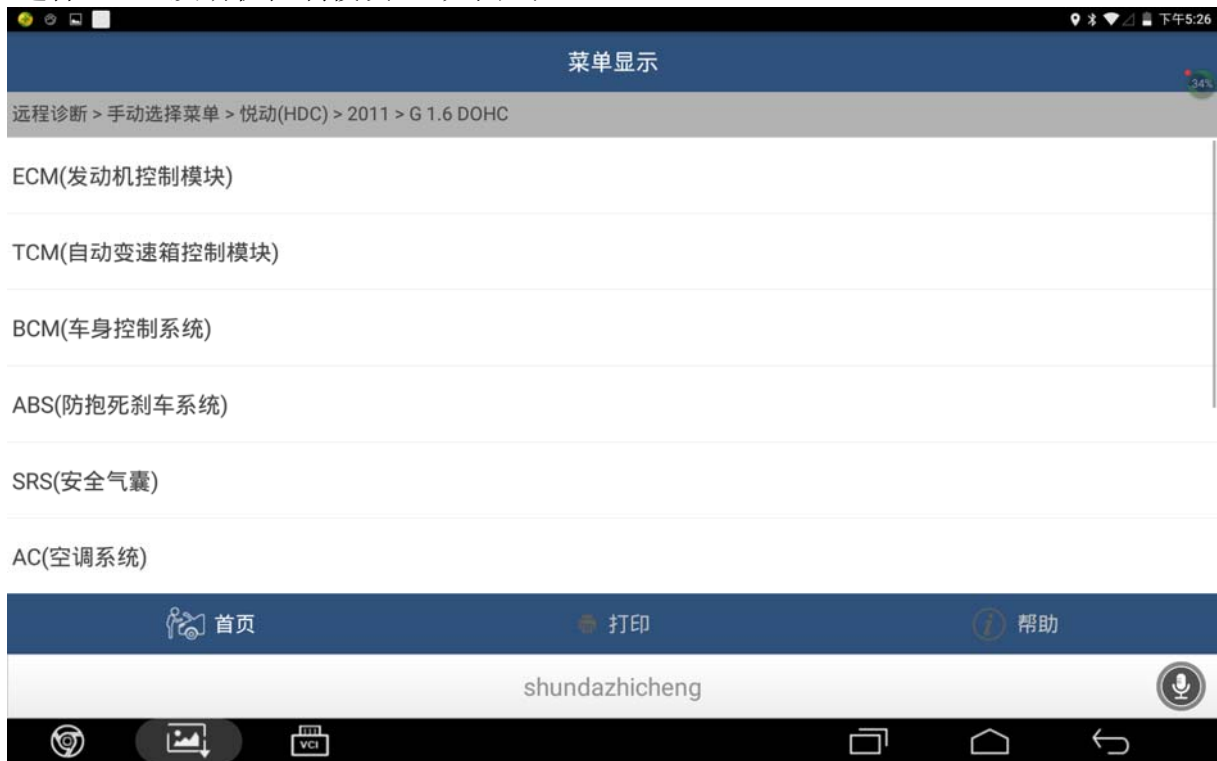 下午5:26
菜单显示
34%
远程诊断 > 手动选择菜单 > 悦动(HDC) > 2011 > G 1.6 DOHC
ECM(发动机控制模块)
TCM(自动变速箱控制模块)
BCM(车身控制系统)
ABS(防抱死刹车系统)
SRS(安全气囊)
AC(空调系统)
首页
打印
帮助
shundazhicheng
VCI